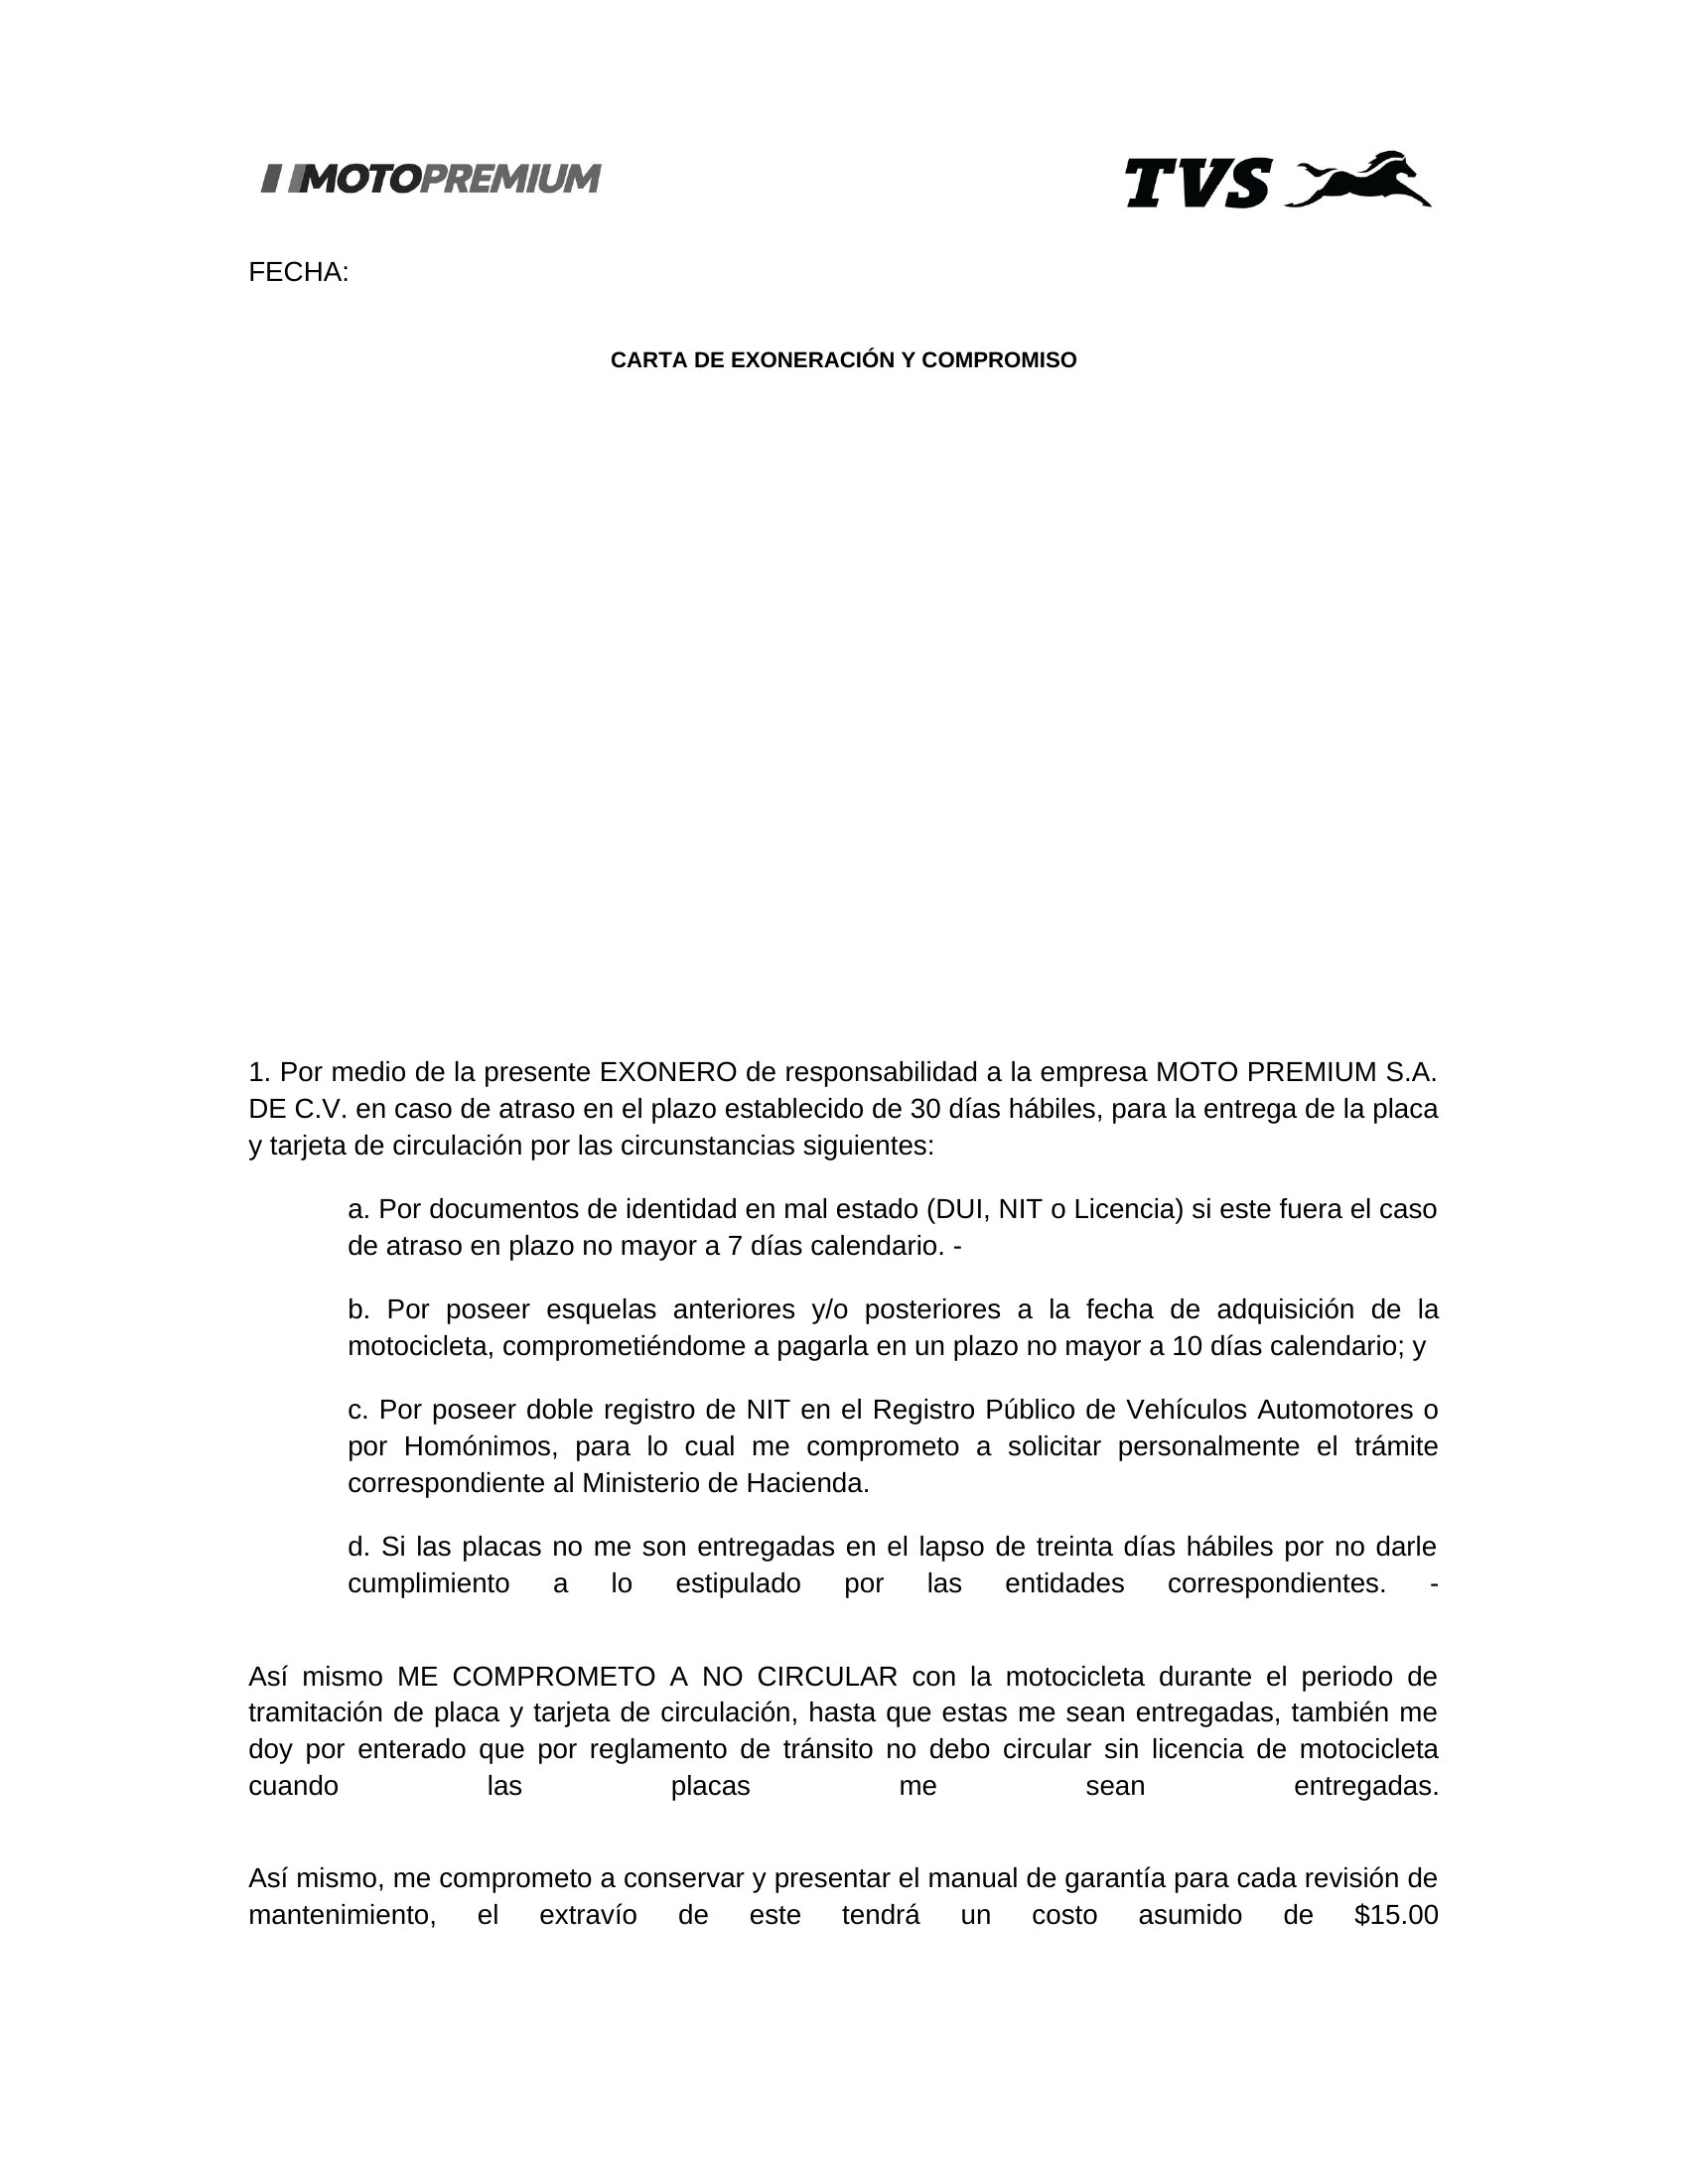 MOTOPREMIUM
TVS
FECHA:
CARTA DE EXONERACIÓN Y COMPROMISO
1. Por medio de la presente EXONERO de responsabilidad a la empresa MOTO PREMIUM S.A.
DE C.V. en caso de atraso en el plazo establecido de 30 días hábiles, para la entrega de la placa
y tarjeta de circulación por las circunstancias siguientes:
a. Por documentos de identidad en mal estado (DUI, NIT o Licencia) si este fuera el caso
de atraso en plazo no mayor a 7 días calendario. -
b. Por poseer esquelas anteriores y/o posteriores a la fecha de adquisición de la
motocicleta, comprometiéndome a pagarla en un plazo no mayor a 10 días calendario; y
c. Por poseer doble registro de NIT en el Registro Público de Vehículos Automotores o
por Homónimos, para lo cual me comprometo a solicitar personalmente el trámite
correspondiente al Ministerio de Hacienda.
d. Si las placas no me son entregadas en el lapso de treinta días hábiles por no darle
cumplimiento a lo estipulado por las entidades correspondientes. -
Así mismo ME COMPROMETO A NO CIRCULAR con la motocicleta durante el periodo de
tramitación de placa y tarjeta de circulación, hasta que estas me sean entregadas, también me
doy por enterado que por reglamento de tránsito no debo circular sin licencia de motocicleta
cuando las placas me sean entregadas.
Así mismo, me comprometo a conservar y presentar el manual de garantía para cada revisión de
mantenimiento, el extravío de este tendrá un costo asumido de $15.00